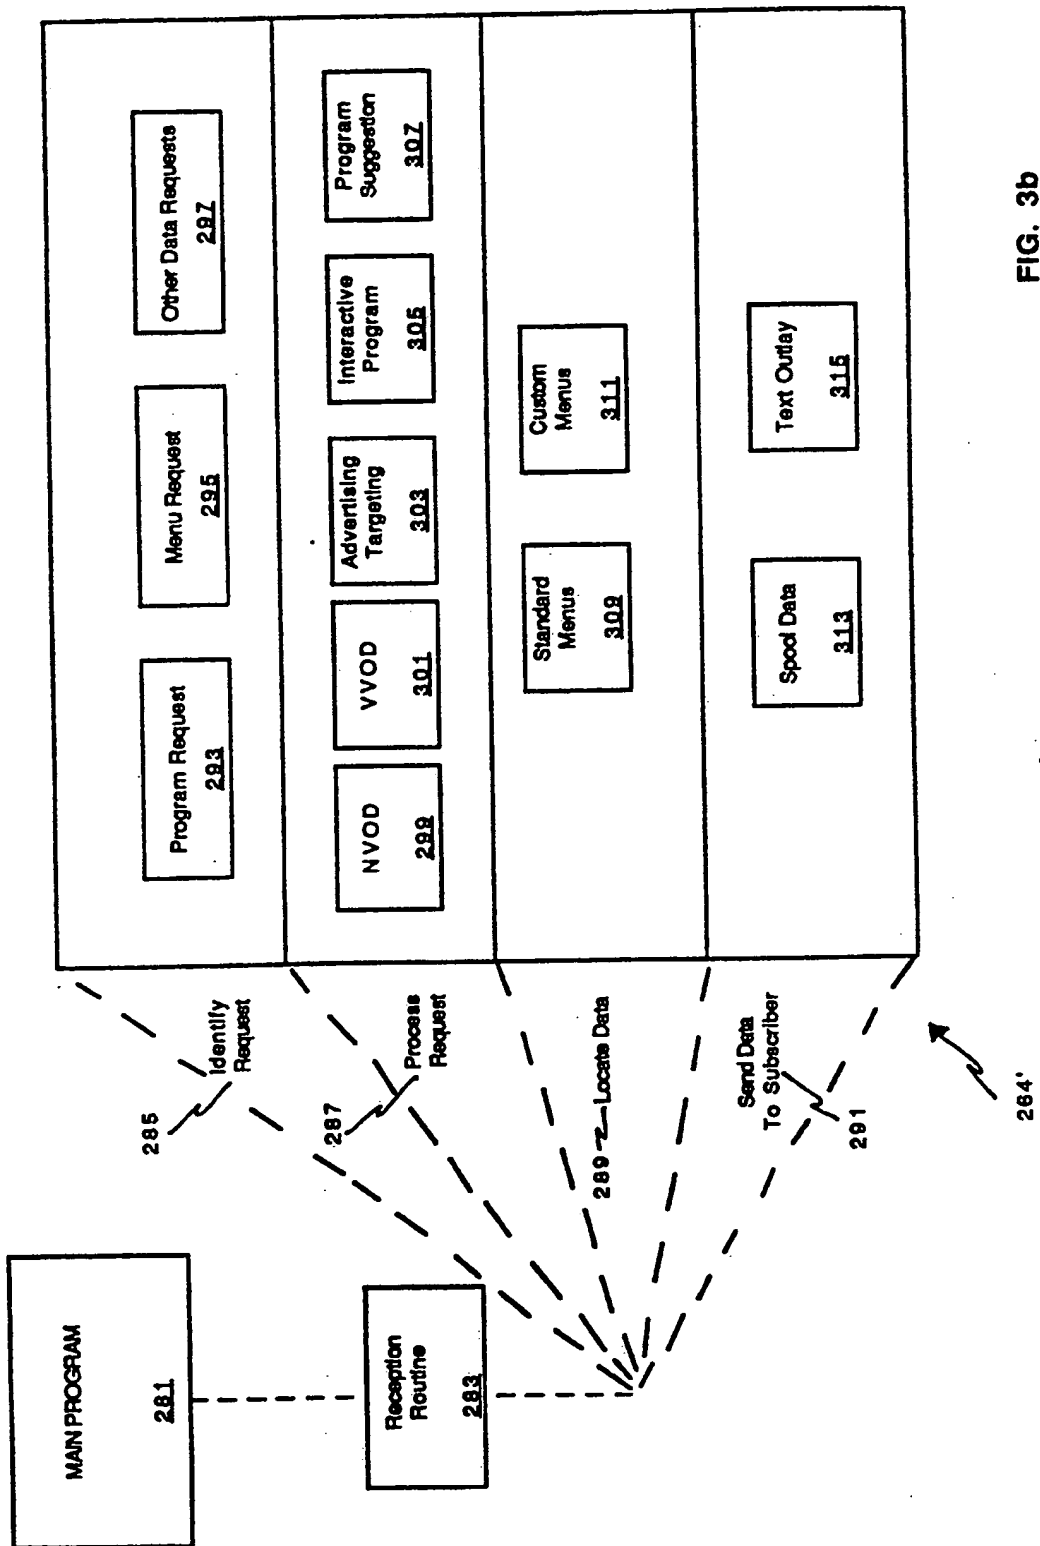 MAIN PROGRAM
281
Reception
Routine
283
285
Identify
Request
287
Process
Request
289
Locate Data
Send Data
To Subscriber
291
264'
Program Request
293
Menu Request
295
Other Data Requests
297
NVOD
299
VVOD
301
Advertising
Targeting
303
Interactive
Program
305
Program
Suggestion
307
Standard
Menus
309
Custom
Menus
311
Spool Data
313
Text Outlay
315
FIG. 3b